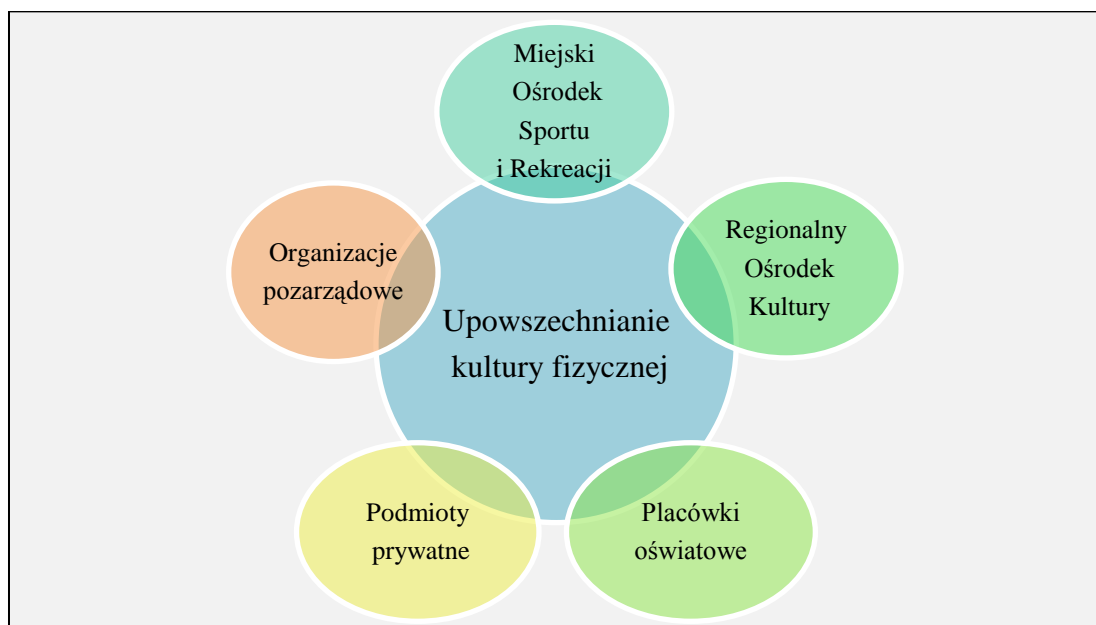 Miejski
Ośrodek
Sportu
i Rekreacji
Regionalny
Ośrodek
Kultury
Organizacje
pozarządowe
Upowszechnianie
kultury fizycznej
Podmioty
prywatne
Placówki
oświatowe